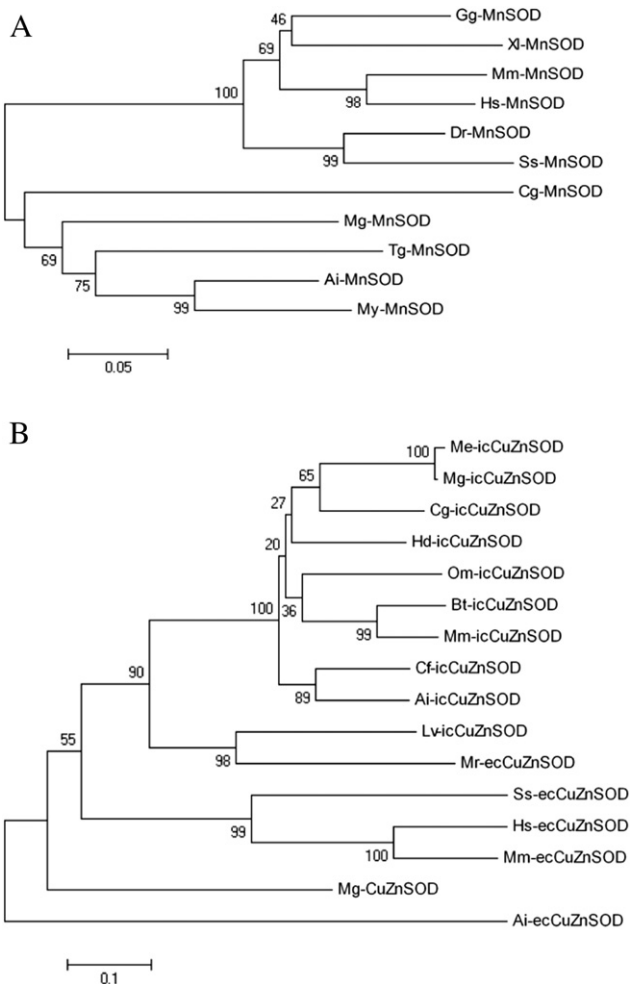 A
46
Gg-MnSOD
Xl-MnSOD
69
Mm-MnSOD
100
98
Hs-MnSOD
Dr-MnSOD
99
Ss-MnSOD
Cg-MnSOD
Mg-MnSOD
69
Tg-MnSOD
75
Ai-MnSOD
99
My-MnSOD
0.05
B
100
Me-icCuZnSOD
65
Mg-icCuZnSOD
27
Cg-icCuZnSOD
20
Hd-icCuZnSOD
Om-icCuZnSOD
100
36
Bt-icCuZnSOD
99
Mm-icCuZnSOD
90
Cf-icCuZnSOD
89
Ai-icCuZnSOD
55
Lv-icCuZnSOD
98
Mr-ecCuZnSOD
Ss-ecCuZnSOD
99
Hs-ecCuZnSOD
100
Mm-ecCuZnSOD
Mg-CuZnSOD
Ai-ecCuZnSOD
0.1